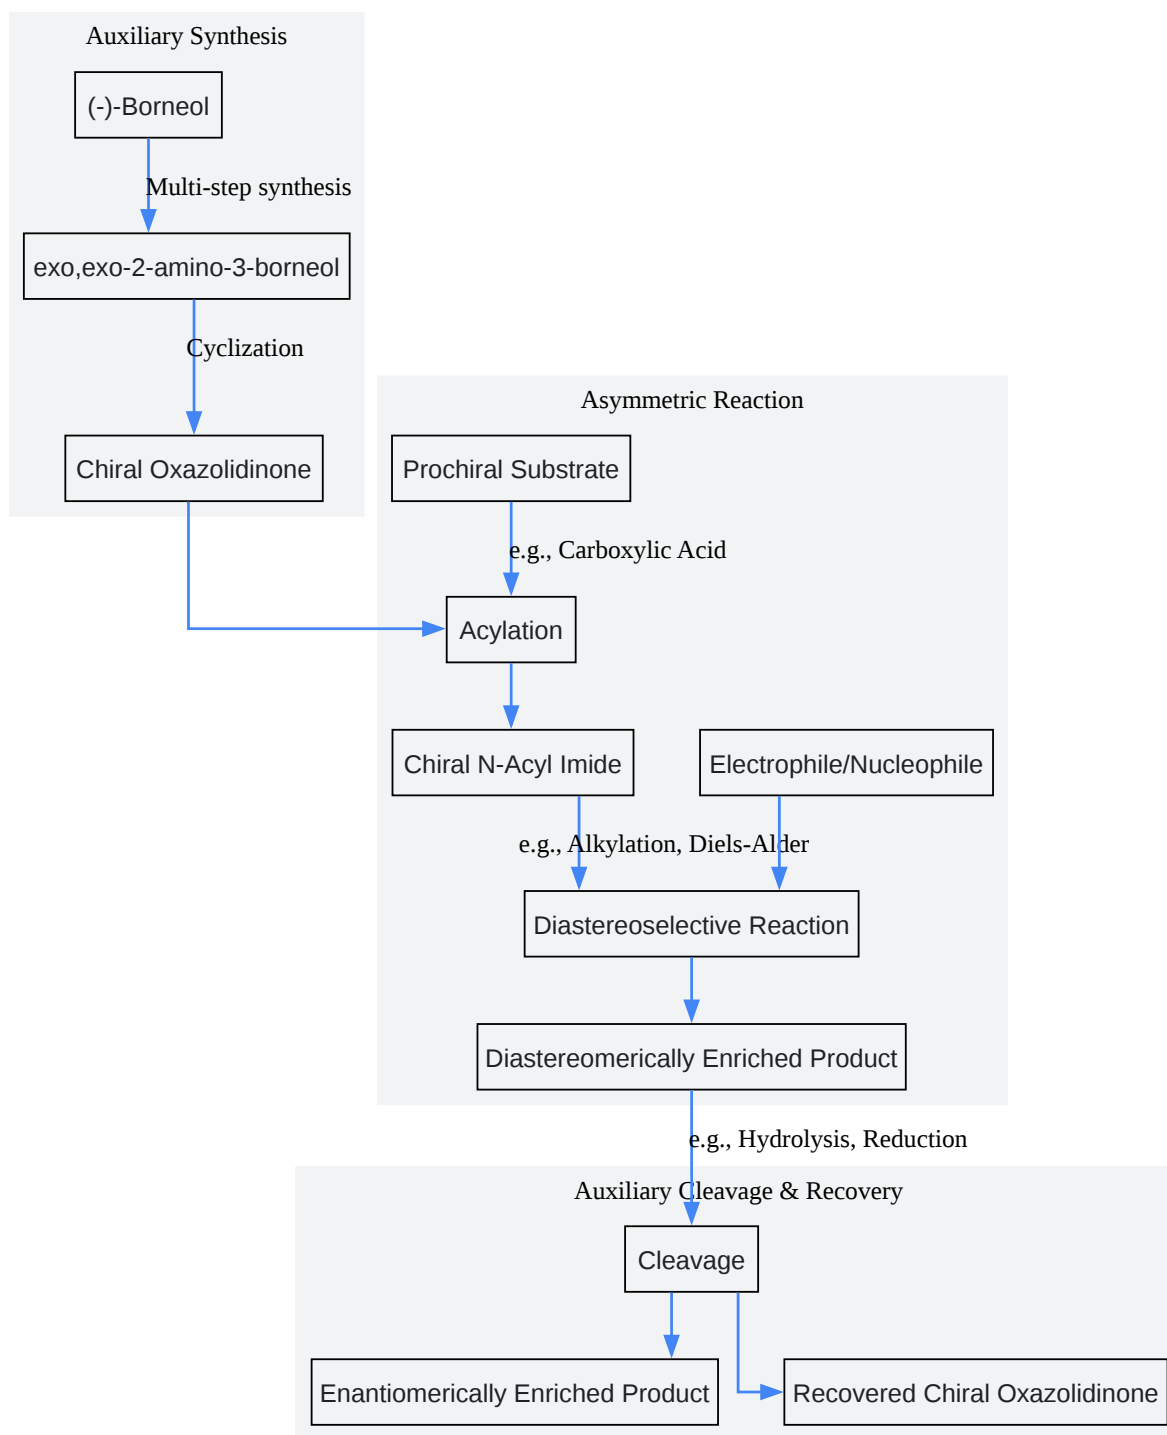 Auxiliary Synthesis
(-)-Borneol
Multi-step synthesis
exo,exo-2-amino-3-borneol
Cyclization
Chiral Oxazolidinone
Asymmetric Reaction
Prochiral Substrate
e.g., Carboxylic Acid
Acylation
Chiral N-Acyl Imide
Electrophile/Nucleophile
e.g., Alkylation, Diels-Alder
Diastereoselective Reaction
Diastereomerically Enriched Product
e.g., Hydrolysis, Reduction
Auxiliary Cleavage & Recovery
Cleavage
Enantiomerically Enriched Product
Recovered Chiral Oxazolidinone